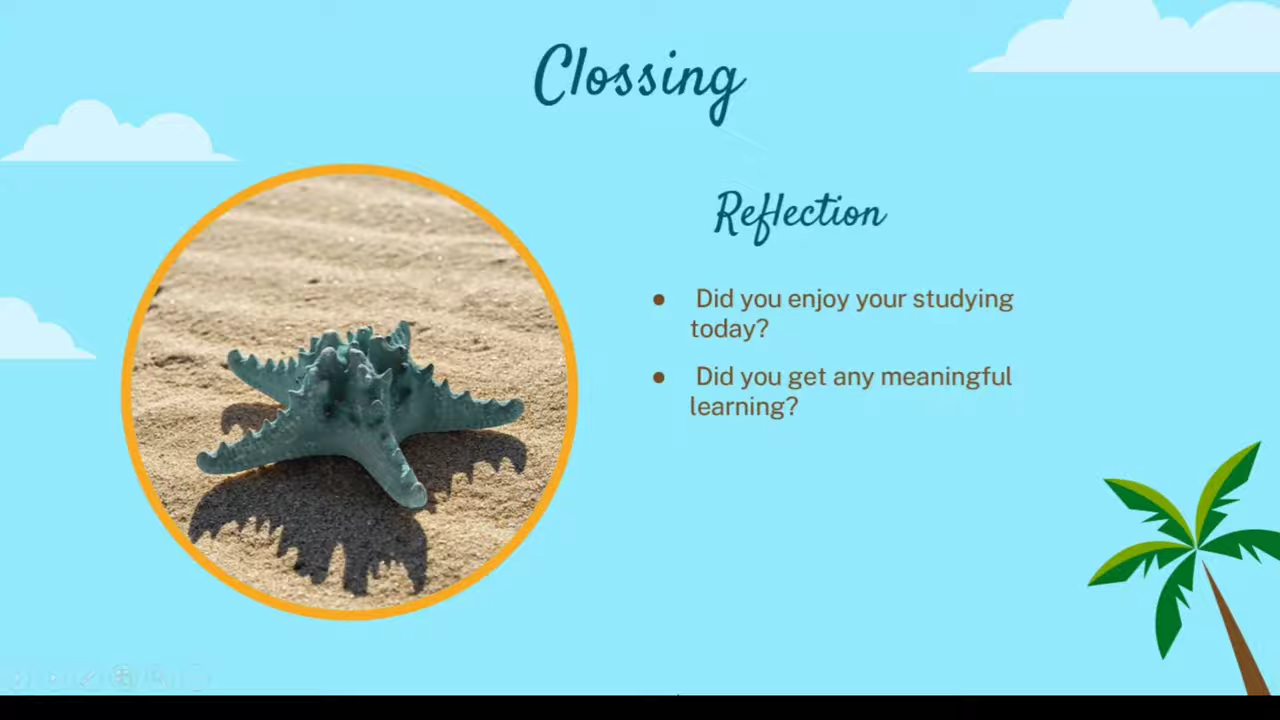 Clossing
Reflection
● Did you enjoy your studying
today?
● Did you get any meaningful
learning?